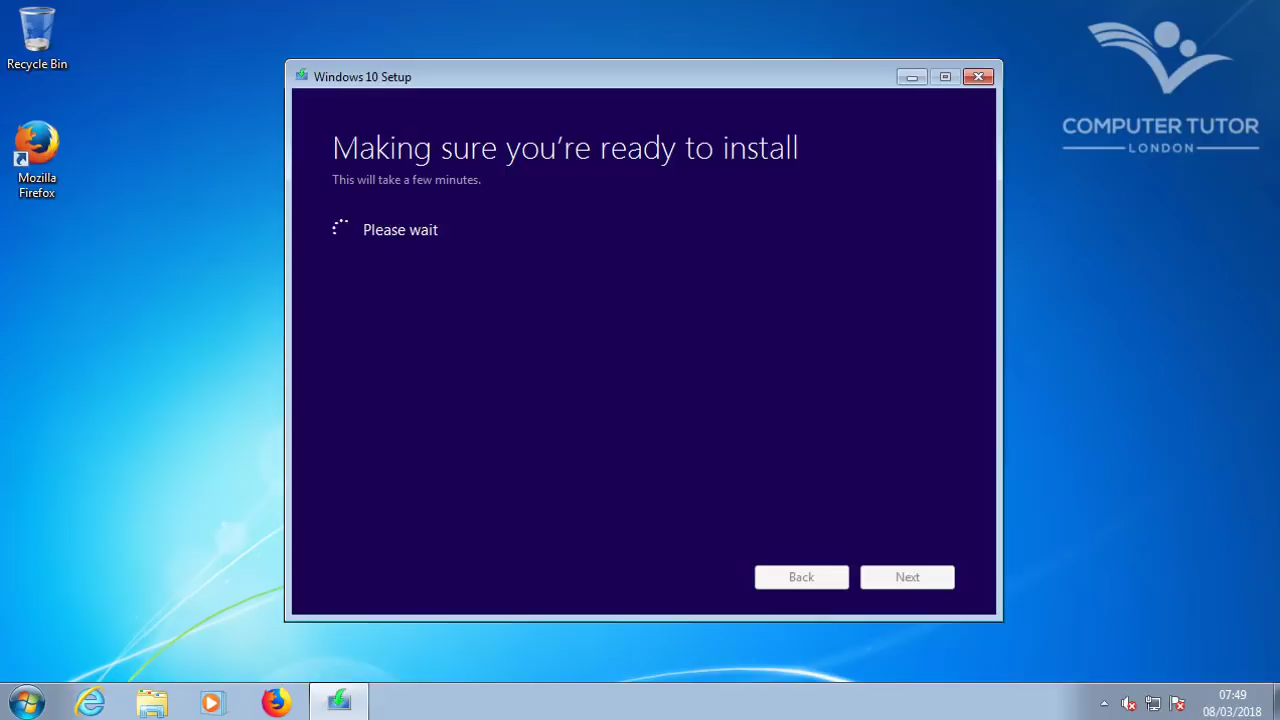 Recycle Bin
Mozilla
Firefox
Windows 10 Setup
COMPUTER TUTOR
LONDON
Making sure you're ready to install
This will take a few minutes.
Please wait
Back
Next
07:49
08/03/2018